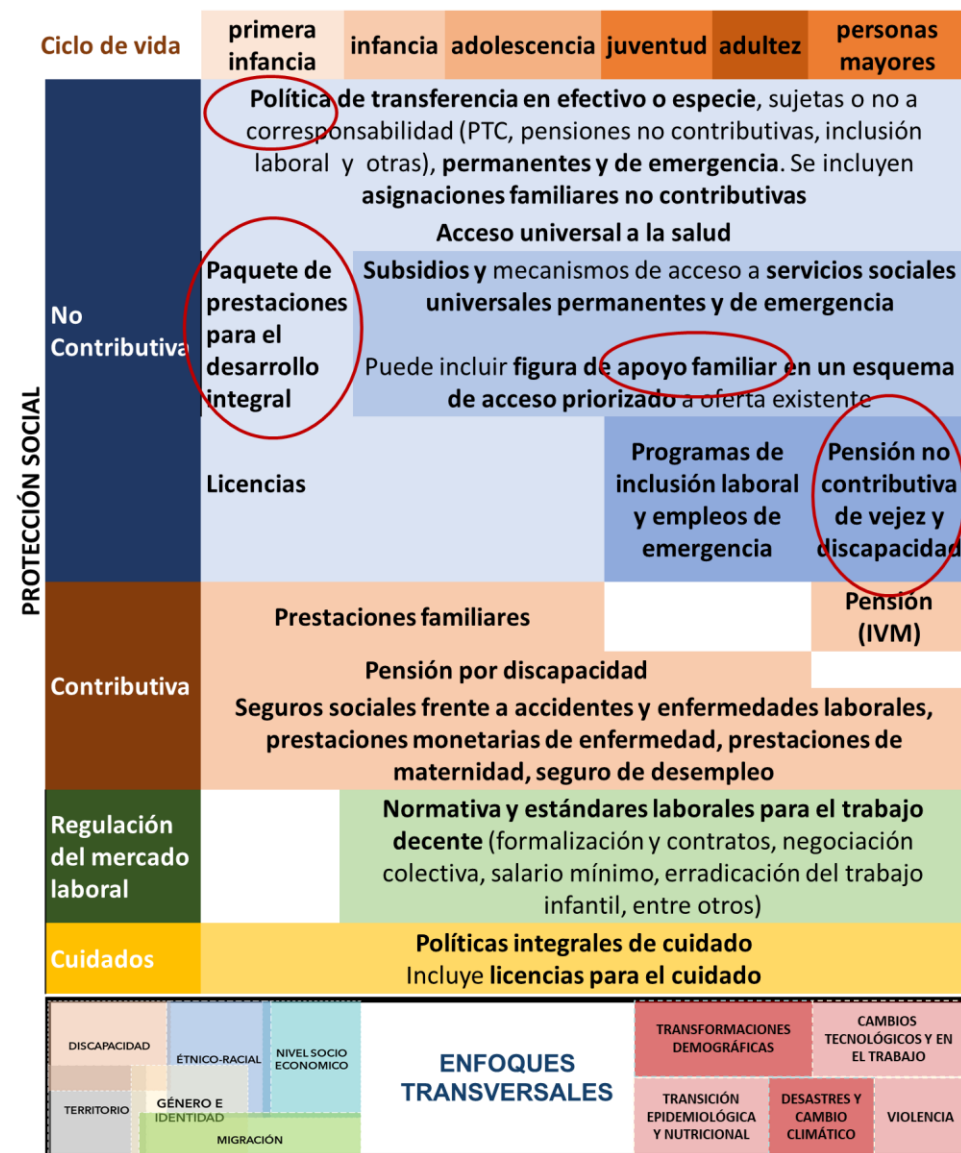 Ciclo de vida
primera
infancia
infancia
adolescencia
juventud
adultez
personas
mayores
PROTECCIÓN SOCIAL
No
Contributiva
Política de transferencia en efectivo o especie, sujetas o no a
corresponsabilidad (PTC, pensiones no contributivas, inclusión
laboral y otras), permanentes y de emergencia. Se incluyen
asignaciones familiares no contributivas
Acceso universal a la salud
Paquete de
prestaciones
para el
desarrollo
integral
Subsidios y mecanismos de acceso a servicios sociales
universales permanentes y de emergencia
Puede incluir figura de apoyo familiar en un esquema
de acceso priorizado a oferta existente
Licencias
Programas de
inclusión laboral
y empleos de
emergencia
Pensión no
contributiva
de vejez y
discapacidad
Contributiva
Prestaciones familiares
Pensión
(IVM)
Pensión por discapacidad
Seguros sociales frente a accidentes y enfermedades laborales,
prestaciones monetarias de enfermedad, prestaciones de
maternidad, seguro de desempleo
Regulación
del mercado
laboral
Normativa y estándares laborales para el trabajo
decente (formalización y contratos, negociación
colectiva, salario mínimo, erradicación del trabajo
infantil, entre otros)
Cuidados
Políticas integrales de cuidado
Incluye licencias para el cuidado
DISCAPACIDAD
ÉTNICO-RACIAL
NIVEL SOCIO
ECONOMICO
TERRITORIO
GÉNERO E
IDENTIDAD
MIGRACIÓN
ENFOQUES
TRANSVERSALES
TRANSFORMACIONES
DEMOGRÁFICAS
CAMBIOS
TECNOLÓGICOS Y EN
EL TRABAJO
TRANSICIÓN
EPIDEMIOLÓGICA
Y NUTRICIONAL
DESASTRES Y
CAMBIO
CLIMÁTICO
VIOLENCIA